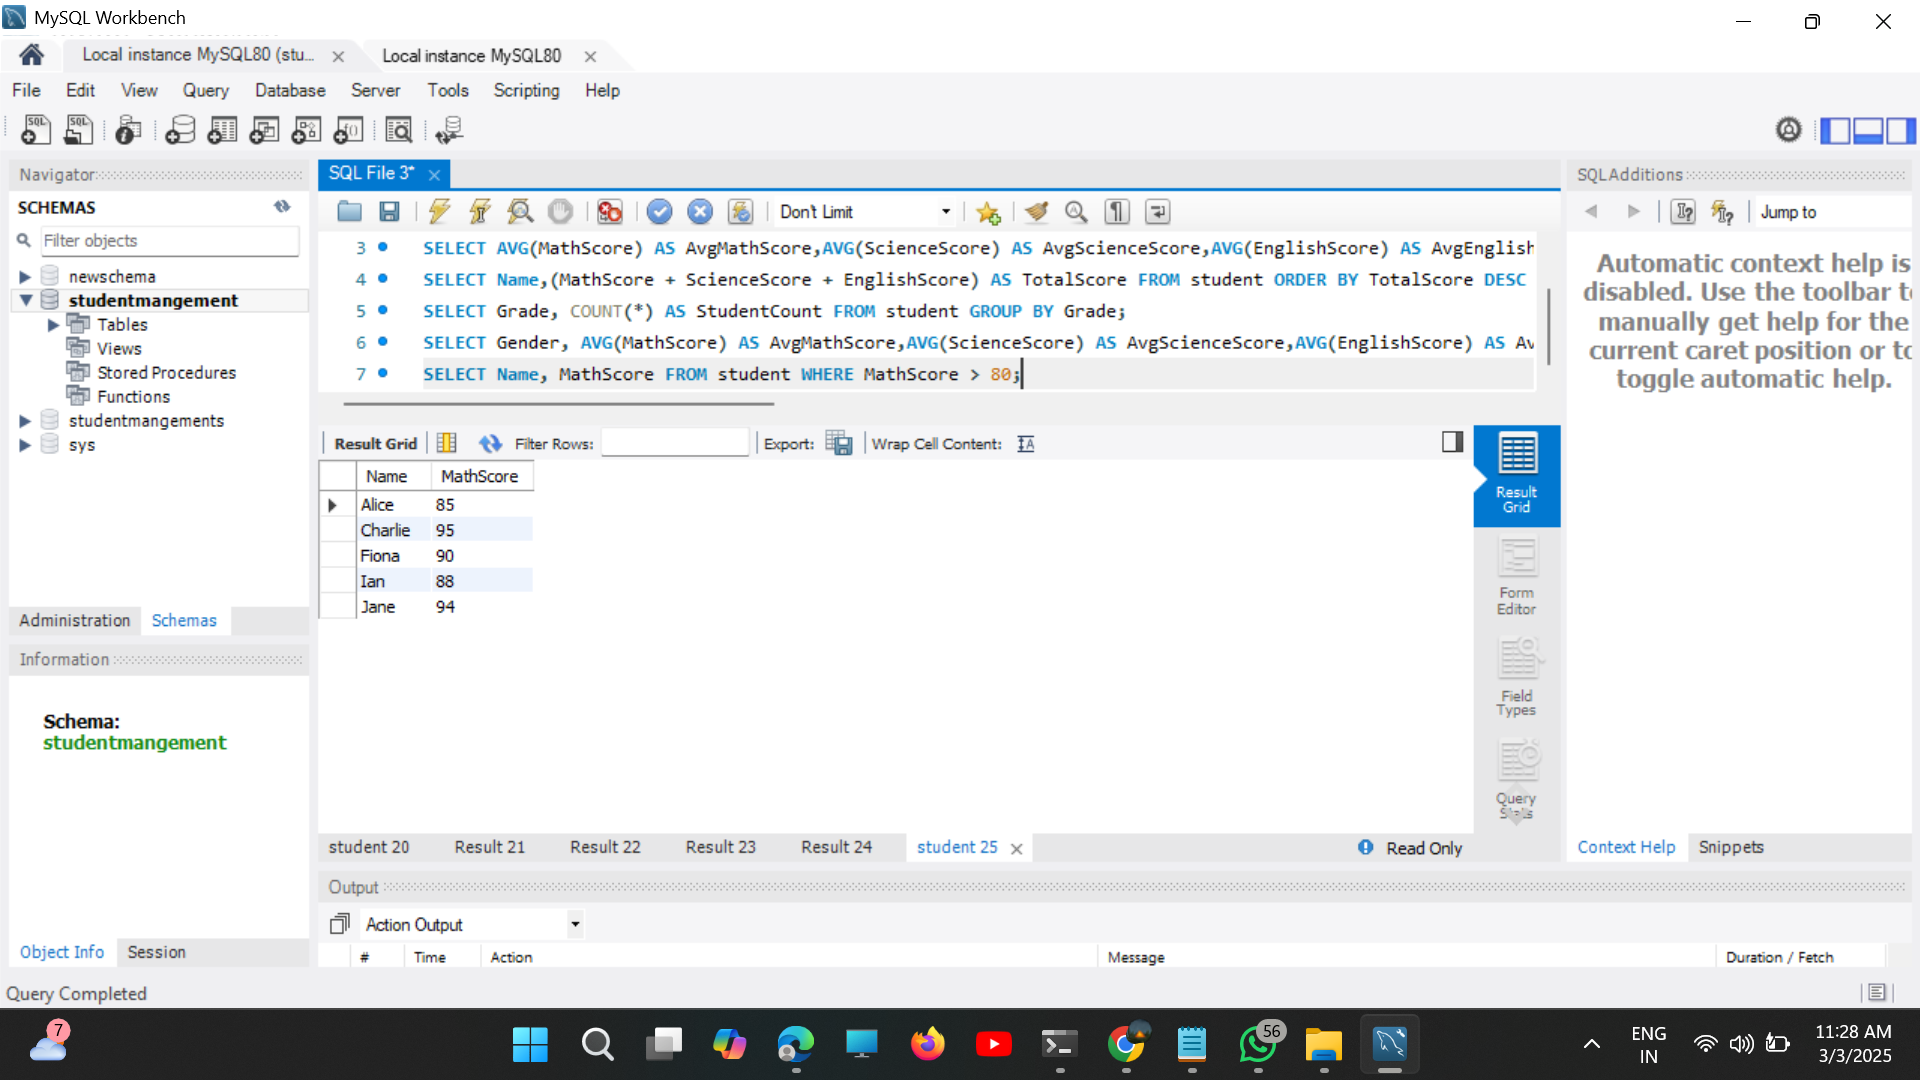 MySQL Workbench
Local instance MySQL80 (stu...
Local instance MySQL80
File Edit View Query Database Server Tools Scripting Help
SQL SQL
Navigator
SCHEMAS
Filter objects
newschema
studentmangement
Tables
Views
Stored Procedures
Functions
studentmangements
sys
Administration Schemas
Information
Schema:
studentmangement
Object Info Session
Query Completed
SQL File 3*
Don't Limit
3 SELECT AVG(MathScore) AS AvgMathScore,AVG(ScienceScore) AS AvgScienceScore,AVG(EnglishScore) AS AvgEnglish
4 SELECT Name,(MathScore + ScienceScore + EnglishScore) AS TotalScore FROM student ORDER BY TotalScore DESC
5 SELECT Grade, COUNT(*) AS StudentCount FROM student GROUP BY Grade;
6 SELECT Gender, AVG(MathScore) AS AvgMathScore,AVG(ScienceScore) AS AvgScienceScore,AVG(EnglishScore) AS Av
7 SELECT Name, MathScore FROM student WHERE MathScore > 80;
Result Grid Filter Rows: Export: Wrap Cell Content:
Name MathScore
Alice 85
Charlie 95
Fiona 90
Ian 88
Jane 94
Result
Grid
Form
Editor
Field
Types
Query
Stats
student 20 Result 21 Result 22 Result 23 Result 24 student 25 Read Only
Output
Action Output
# Time Action Message Duration / Fetch
SQLAdditions
Jump to
Automatic context help is
disabled. Use the toolbar to
manually get help for the
current caret position or to
toggle automatic help.
Context Help Snippets
7
56
ENG
IN
11:28 AM
3/3/2025